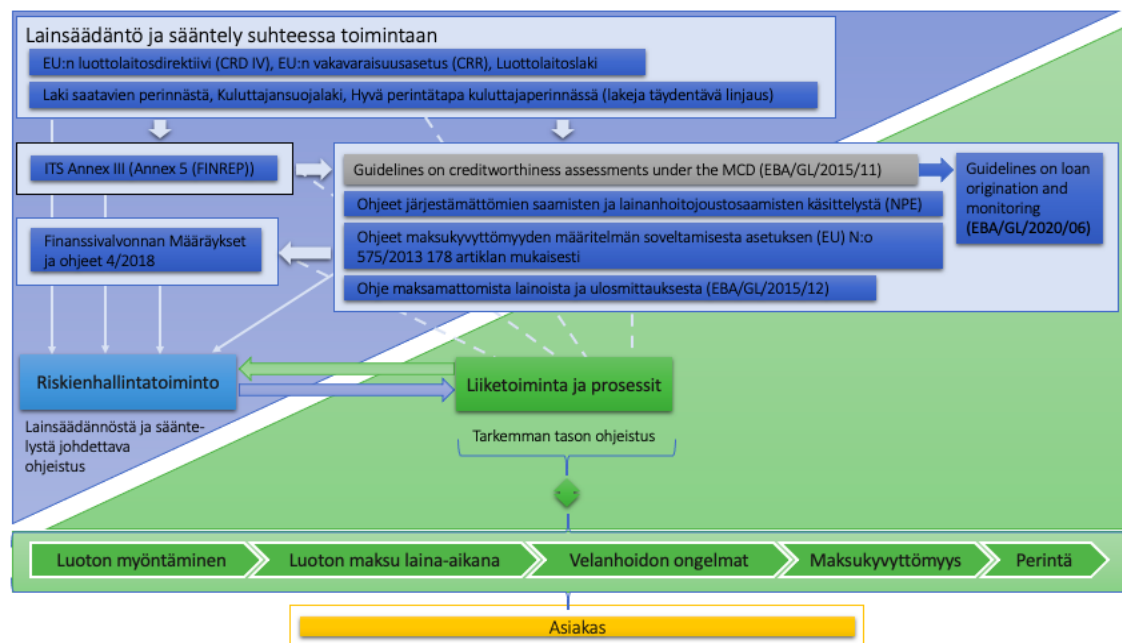 Lainsäädäntö ja sääntely suhteessa toimintaan
EU:n luottolaitosdirektiivi (CRD IV), EU:n vakavaraisuusasetus (CRR), Luottolaitoslaki
Laki saatavien perinnästä, Kuluttajansuojalaki, Hyvä perintätapa kuluttajaperinnässä (lakeja täydentävä linjaus)
ITS Annex III (Annex 5 (FINREP))
Guidelines on creditworthiness assessments under the MCD (EBA/GL/2015/11)
Guidelines on loan
origination and
monitoring
(EBA/GL/2020/06)
Ohjeet järjestämättömien saamisten ja lainanhoitojoustosaamisten käsittelystä (NPE)
Finanssivalvonnan Määräykset
ja ohjeet 4/2018
Ohjeet maksukyvyttömyyden määritelmän soveltamisesta asetuksen (EU) N:o
575/2013 178 artiklan mukaisesti
Ohje maksamattomista lainoista ja ulosmittauksesta (EBA/GL/2015/12)
Riskienhallintatoiminto
Liiketoiminta ja prosessit
Lainsäädännöstä ja säänte-
lystä johdettava
ohjeistus
Tarkemman tason ohjeistus
Luoton myöntäminen
Luoton maksu laina-aikana
Velanhoidon ongelmat
Maksukyvyttömyys
Perintä
Asiakas